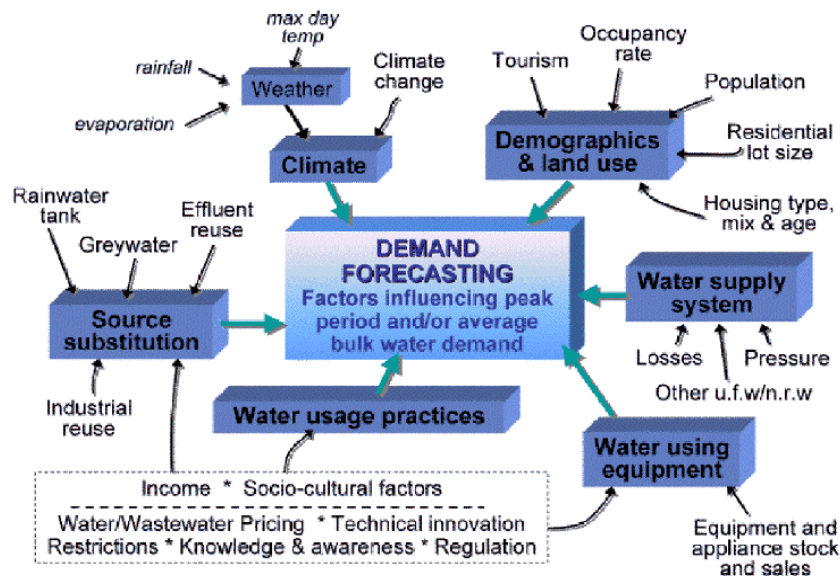 max day
temp
rainfall
Weather
evaporation
Climate
change
Climate
Tourism
Occupancy
rate
Population
Demographics
& land use
Residential
lot size
Housing type,
mix & age
Rainwater
tank
Effluent
reuse
Greywater
Source
substitution
Industrial
reuse
DEMAND
FORECASTING
Factors influencing peak
period and/or average
bulk water demand
Water supply
system
Losses
Pressure
Other u.f.w/n.r.w
Water usage practices
Water using
equipment
Income * Socio-cultural factors
Water/Wastewater Pricing * Technical innovation
Restrictions * Knowledge & awareness * Regulation
Equipment and
appliance stock
and sales